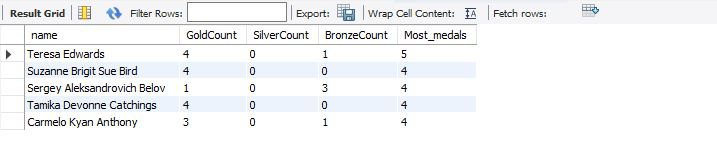 Result Grid Filter Rows: Export: Wrap Cell Content: Fetch rows:
name GoldCount SilverCount BronzeCount Most_medals
Teresa Edwards 4 0 1 5
Suzanne Brigit Sue Bird 4 0 0 4
Sergey Aleksandrovich Belov 1 0 3 4
Tamika Devonne Catchings 4 0 0 4
Carmelo Kyan Anthony 3 0 1 4